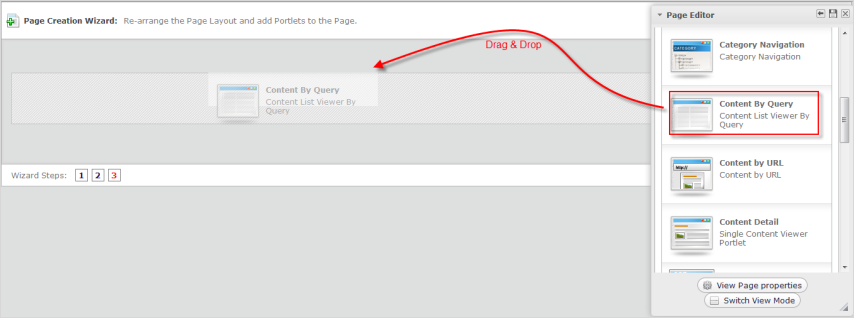 Page Creation Wizard: Re-arrange the Page Layout and add Portlets to the Page.
Drag & Drop
Content By Query
Content List Viewer By
Query
Wizard Steps: 1 2 3
Page Editor
CATEGORY
Category Navigation
Category Navigation
Content By Query
Content List Viewer By
Query
http://
Content by URL
Content by URL
Content Detail
Single Content Viewer
Portlet
View Page properties
Switch View Mode